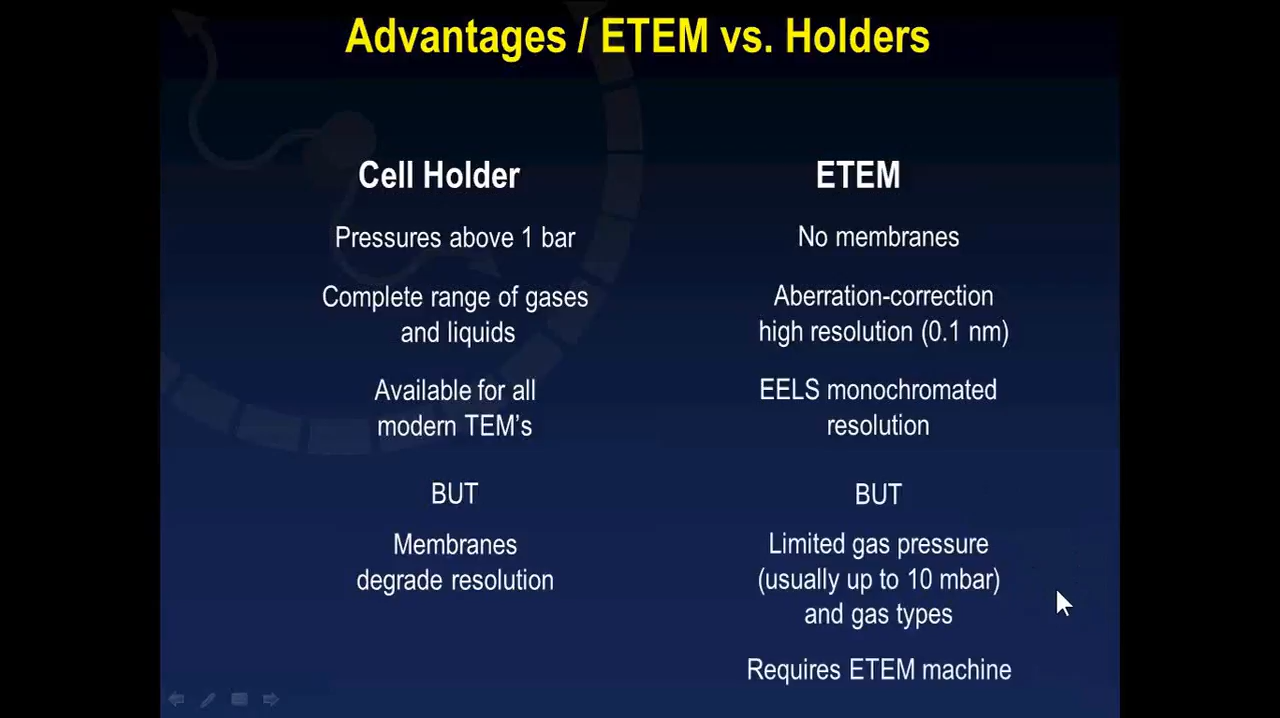 Advantages / ETEM vs. Holders
Cell Holder
Pressures above 1 bar
Complete range of gases
and liquids
Available for all
modern TEM's
BUT
Membranes
degrade resolution
ETEM
No membranes
Aberration-correction
high resolution (0.1 nm)
EELS monochromated
resolution
BUT
Limited gas pressure
(usually up to 10 mbar)
and gas types
Requires ETEM machine